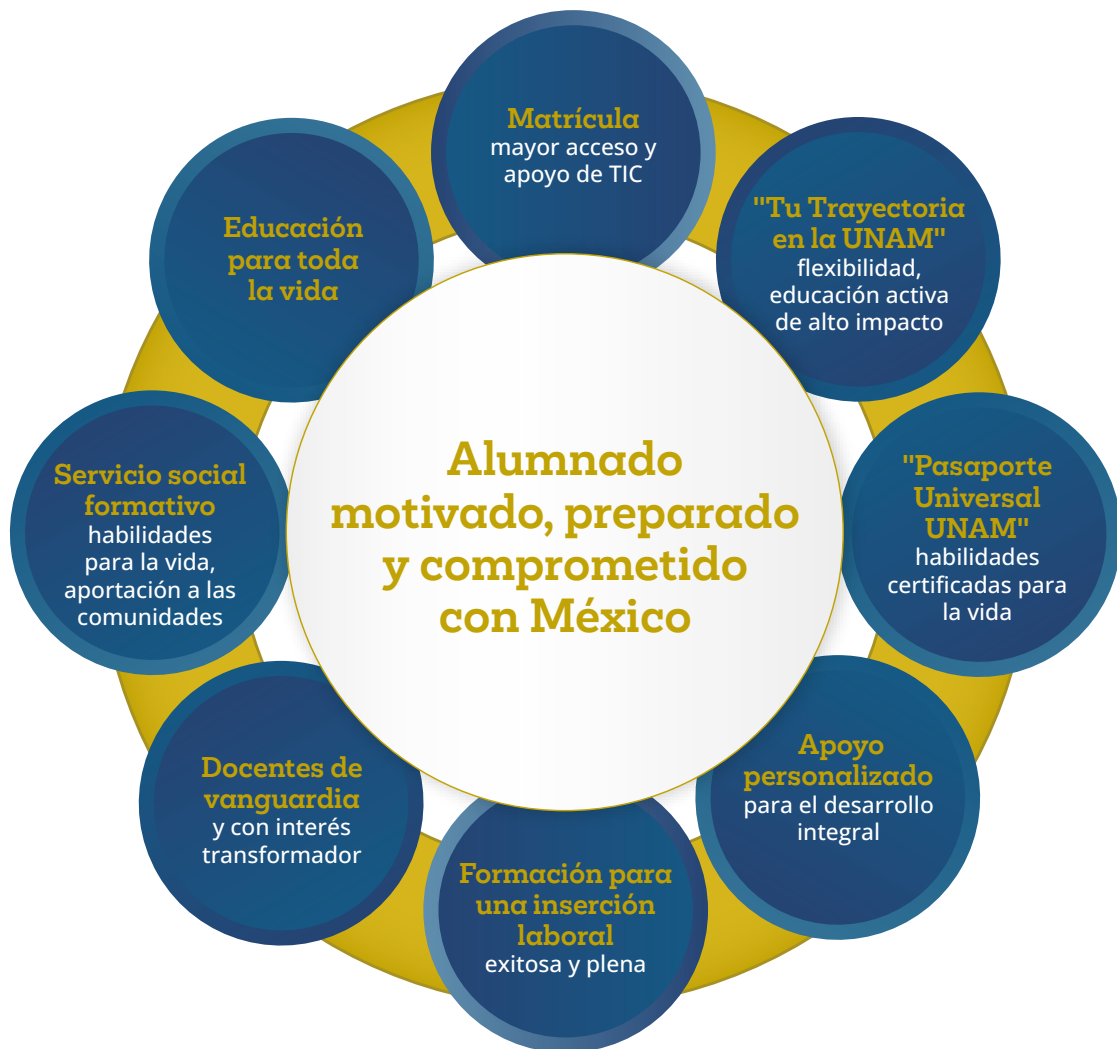 Matrícula
mayor acceso y
apoyo de TIC
"Tu Trayectoria
en la UNAM"
flexibilidad,
educación activa
de alto impacto
"Pasaporte
Universal
UNAM"
habilidades
certificadas para
la vida
Apoyo
personalizado
para el desarrollo
integral
Formación para
una inserción
laboral
exitosa y plena
Docentes de
vanguardia
y con interés
transformador
Servicio social
formativo
habilidades
para la vida,
aportación a las
comunidades
Educación
para toda
la vida
Alumnado
motivado, preparado
y comprometido
con México